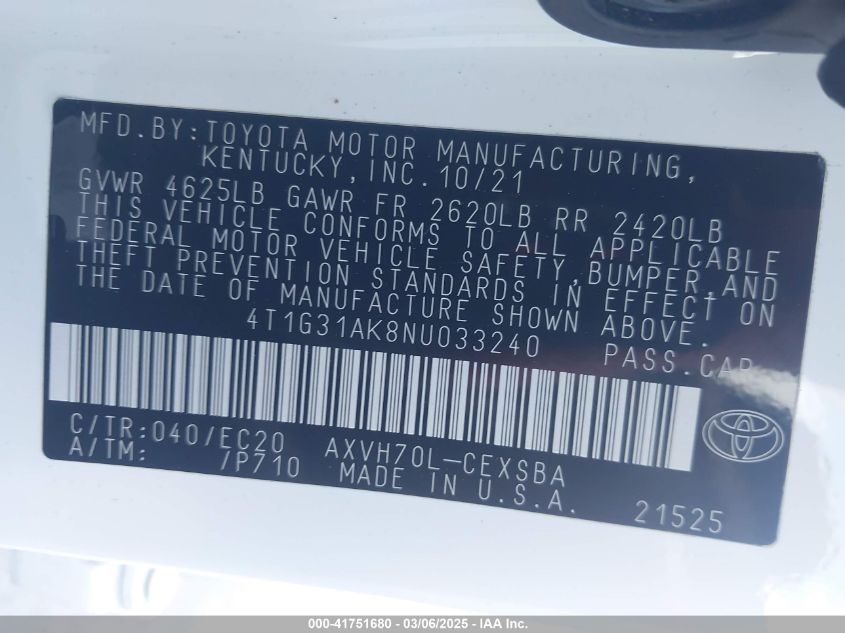 MFD.BY:TOYOTA MOTOR MANUFACTURING,
KENTUCKY,INC.10/21
GVWR 4625LB GAWR FR 2620LB RR 2420LB
THIS VEHICLE CONFORMS TO ALL APPLICABLE
FEDERAL MOTOR VEHICLE SAFETY,BUMPER,AND
THEFT PREVENTION STANDARDS IN EFFECT ON
THE DATE OF MANUFACTURE SHOWN ABOVE.
4T1G31AK8NU033240 PASS.CAR
C/TR:040/EC20 AXVH70L-CEXSBA
A/TM: /P710 MADE IN U.S.A.
21525
000-41751680 - 03/06/2025 - IAA Inc.